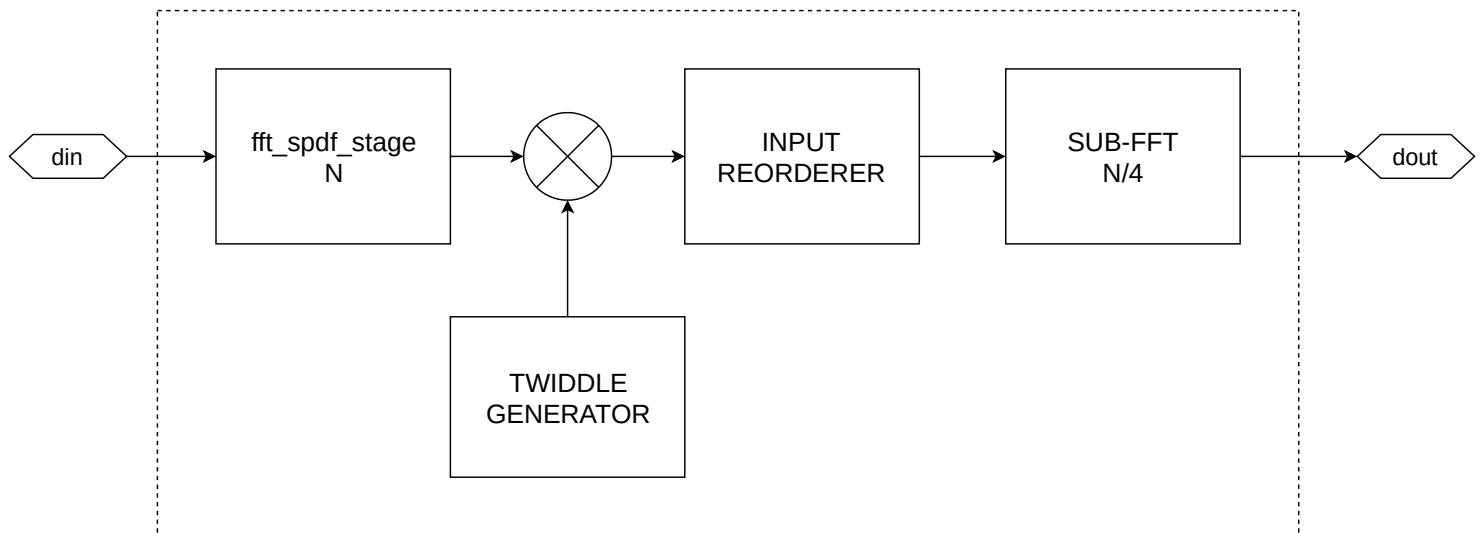 din
fft_spdf_stage
N
INPUT
REORDERER
SUB-FFT
N/4
dout
TWIDDLE
GENERATOR